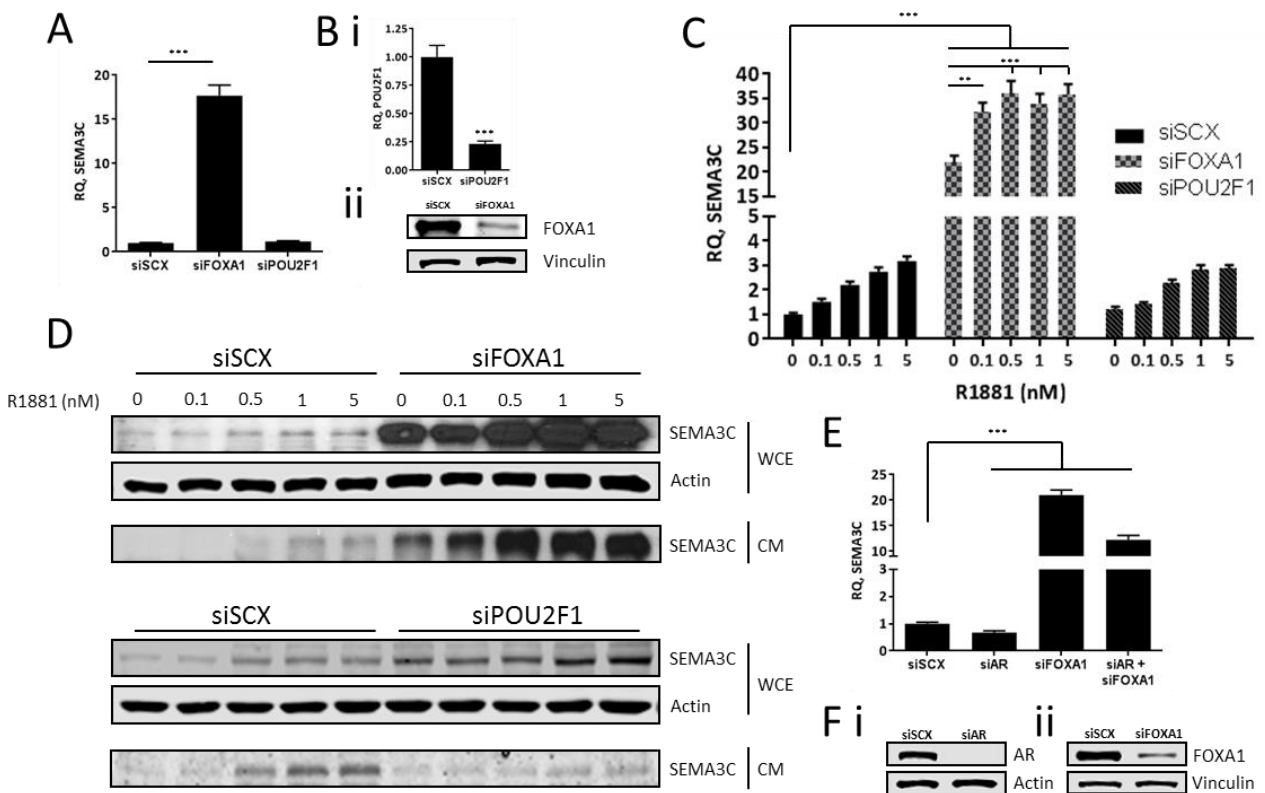 A
***
RQ, SEMA3C
20
15
10
5
0
siSCX siFOXA1 siPOU2F1
B i
RQ, POU2F1
1.25
1.00
0.75
0.50
0.25
0.00
***
siSCX siPOU2F1
ii
siSCX siFOXA1
FOXA1
Vinculin
C
***
***
**
RQ, SEMA3C
40
35
30
25
20
15
5
4
3
2
1
0
0 0.1 0.5 1 5 0 0.1 0.5 1 5 0 0.1 0.5 1 5
R1881 (nM)
siSCX
siFOXA1
siPOU2F1
D
siSCX siFOXA1
R1881 (nM) 0 0.1 0.5 1 5 0 0.1 0.5 1 5
SEMA3C
WCE
Actin
SEMA3C CM
siSCX siPOU2F1
SEMA3C
WCE
Actin
SEMA3C CM
E
***
RQ, SEMA3C
25
20
15
10
3
2
1
0
siSCX siAR siFOXA1 siAR +
siFOXA1
F i
siSCX siAR
AR
Actin
ii
siSCX siFOXA1
FOXA1
Vinculin